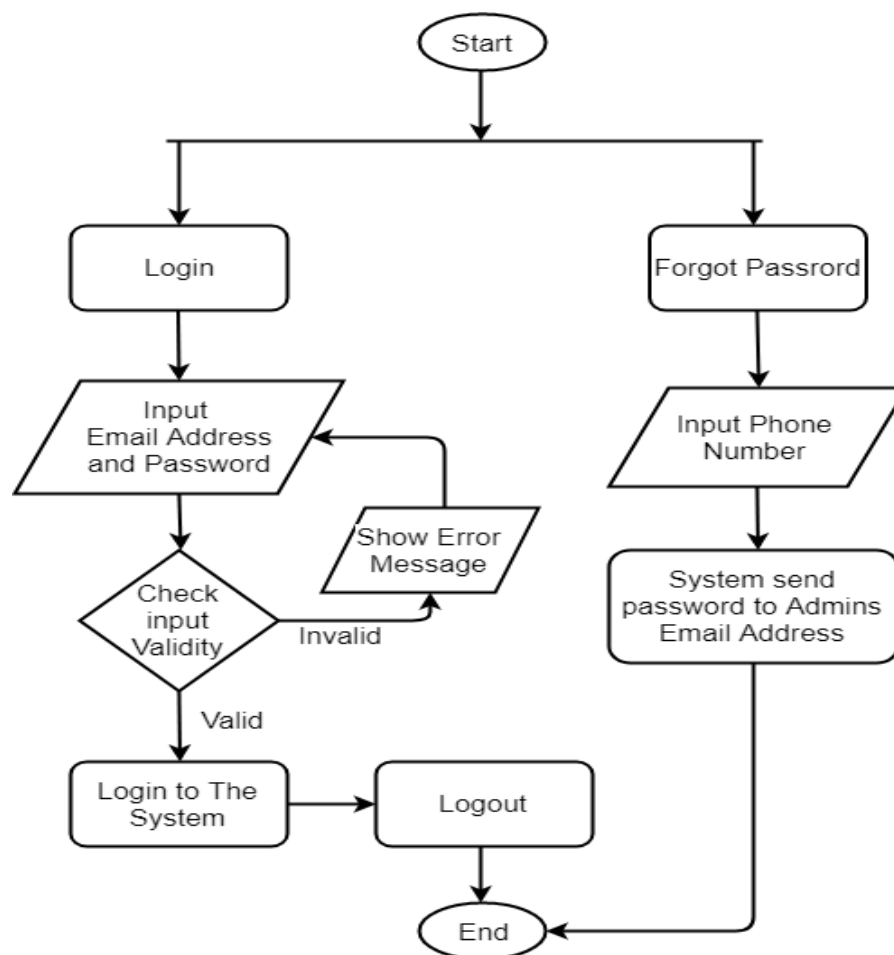 Start
Login
Forgot Passrord
Input
Email Address
and Password
Input Phone
Number
Show Error
Message
Check
input
Validity
Invalid
System send
password to Admins
Email Address
Valid
Login to The
System
Logout
End